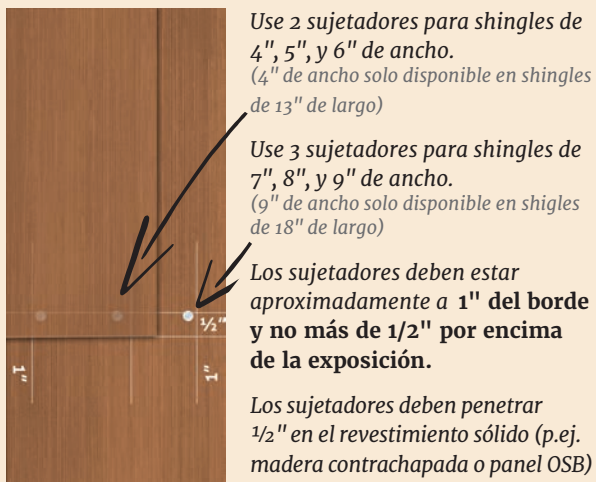 Use 2 sujetadores para shingles de
4", 5", y 6" de ancho.
(4" de ancho solo disponible en shingles
de 13" de largo)
Use 3 sujetadores para shingles de
7", 8", y 9" de ancho.
(9" de ancho solo disponible en shigles
de 18" de largo)
Los sujetadores deben estar
aproximadamente a 1" del borde
y no más de 1/2" por encima
de la exposición.
Los sujetadores deben penetrar
1/2" en el revestimiento sólido (p.ej.
madera contrachapada o panel OSB)
1/2"
1"
1"